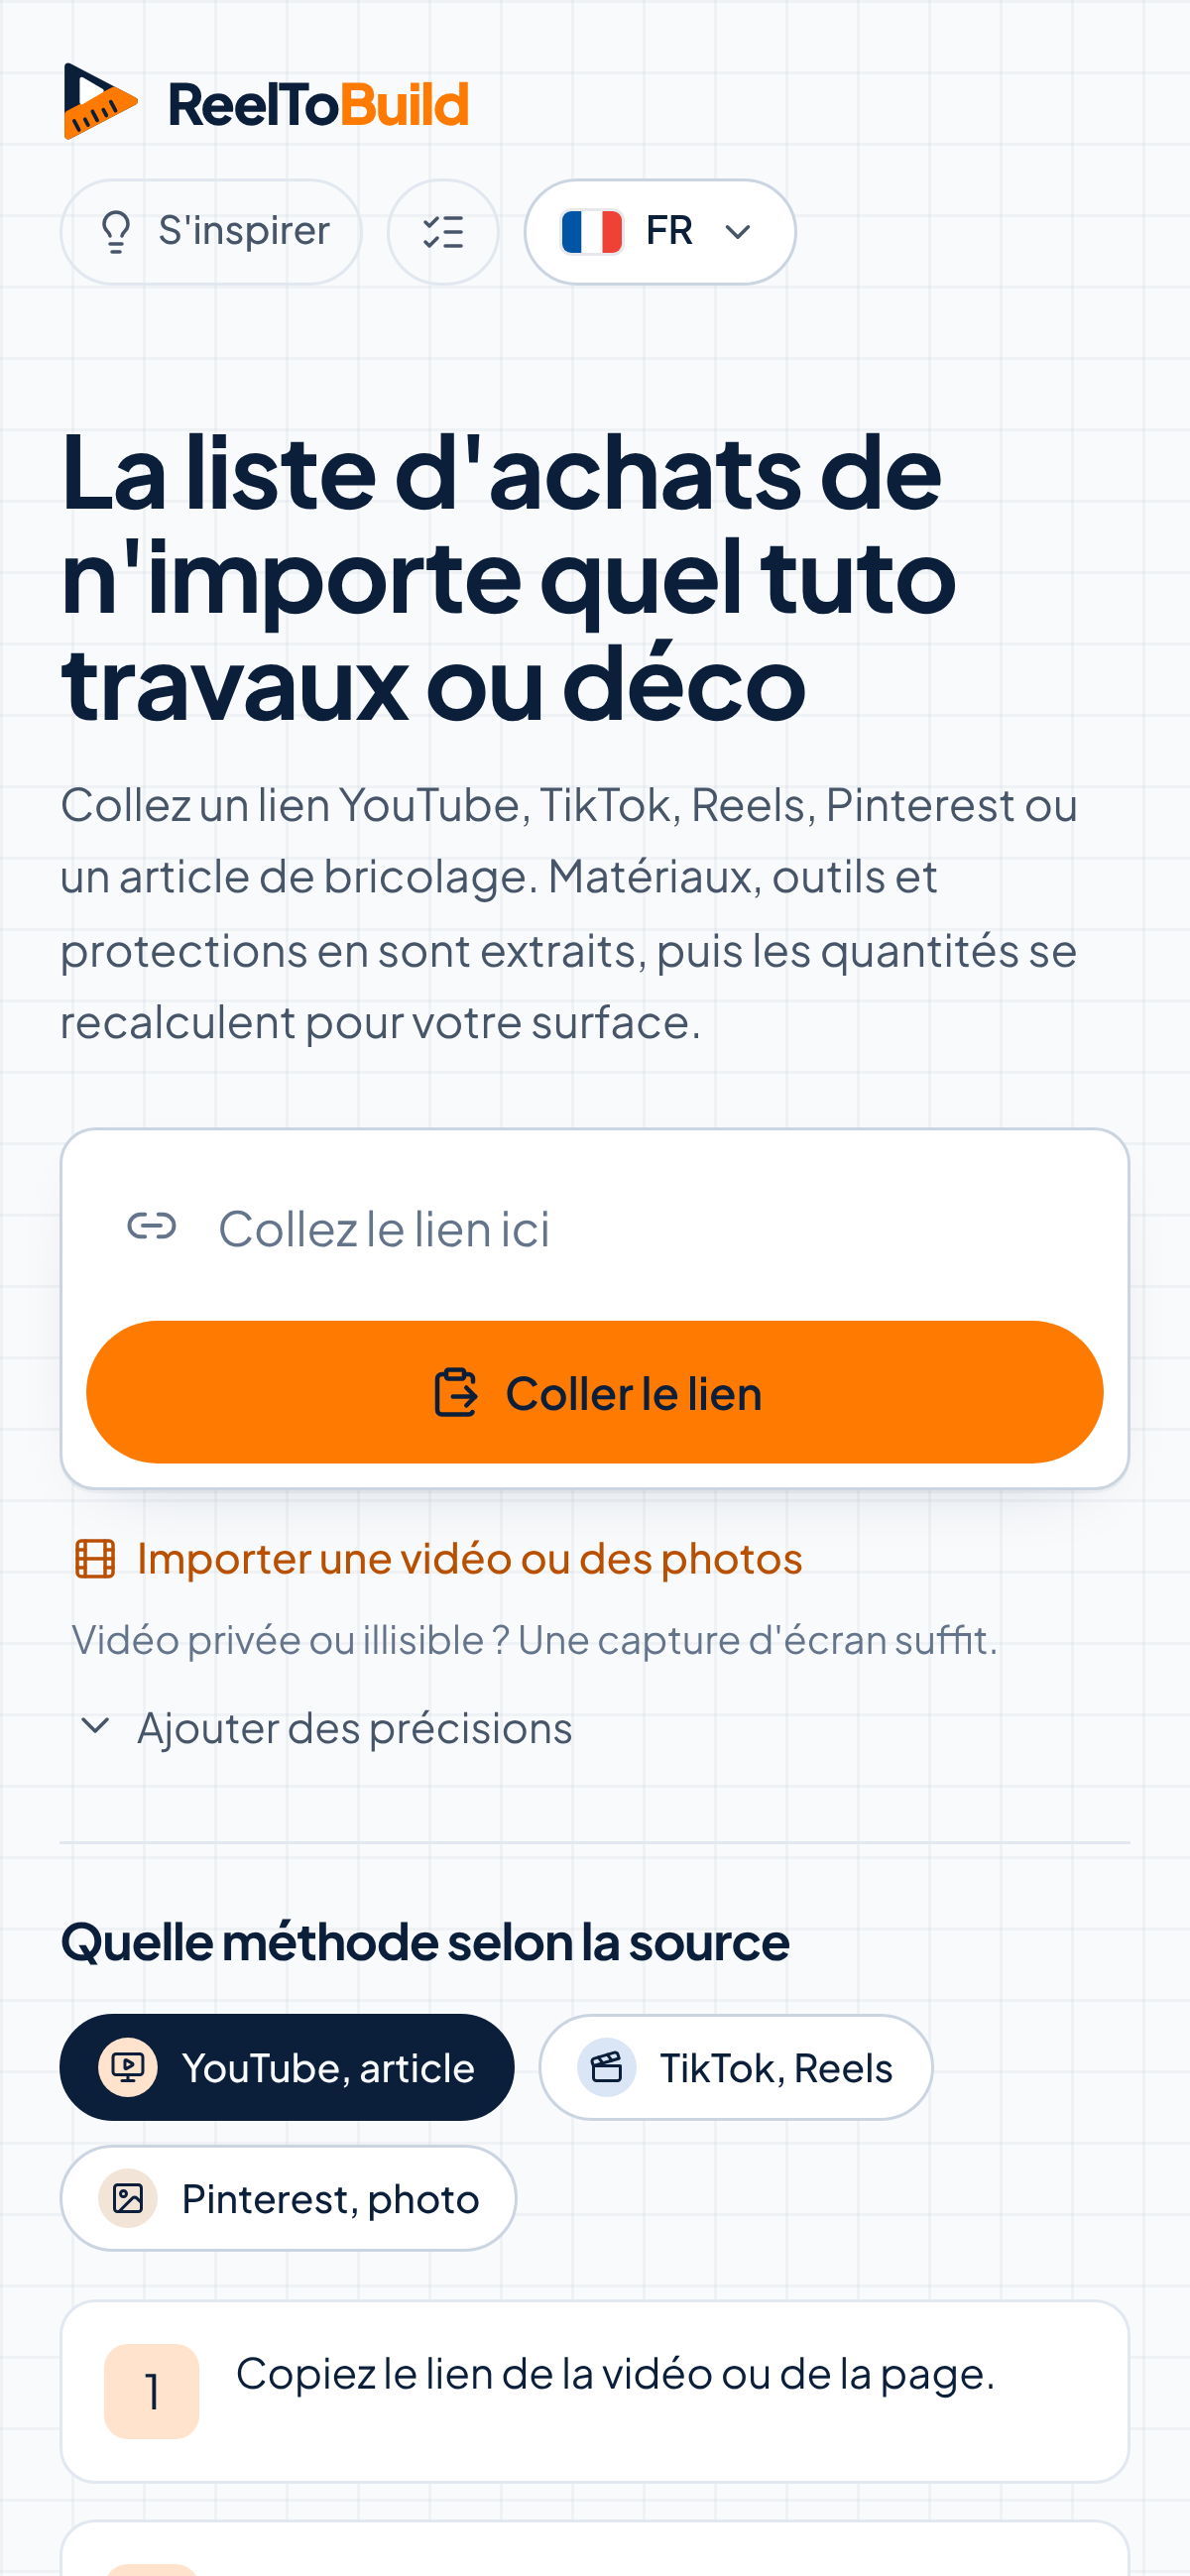 ReelToBuild
S'inspirer
FR
La liste d'achats de
n'importe quel tuto
travaux ou déco
Collez un lien YouTube, TikTok, Reels, Pinterest ou
un article de bricolage. Matériaux, outils et
protections en sont extraits, puis les quantités se
recalculent pour votre surface.
Collez le lien ici
Coller le lien
Importer une vidéo ou des photos
Vidéo privée ou illisible ? Une capture d'écran suffit.
Ajouter des précisions
Quelle méthode selon la source
YouTube, article
TikTok, Reels
Pinterest, photo
1
Copiez le lien de la vidéo ou de la page.